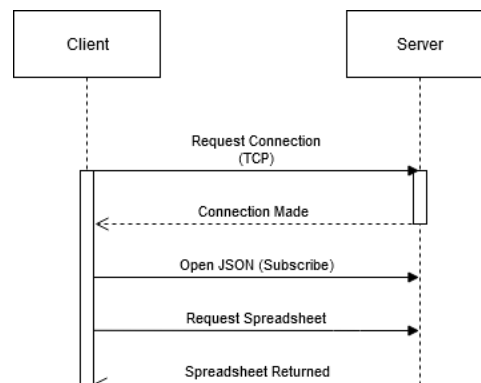 Client
Server
Request Connection
(TCP)
Connection Made
Open JSON (Subscribe)
Request Spreadsheet
Spreadsheet Returned